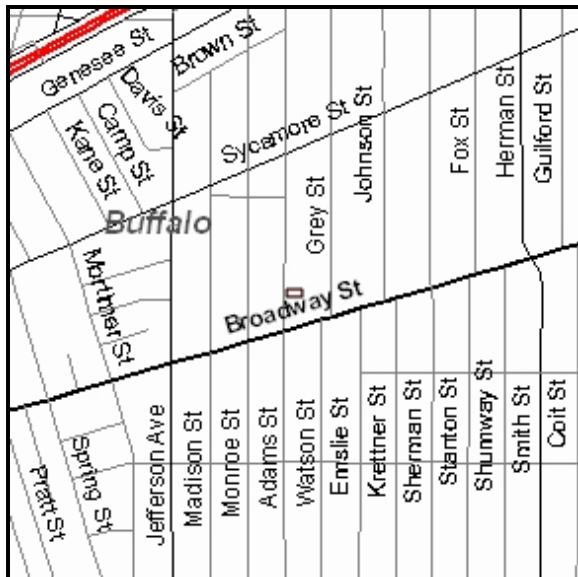 Genesee St
Brown St
Davis St
Camp St
Kane St
Sycamore St
Johnson St
Fox St
Herman St
Guilford St
Grey St
Buffalo
Mortimer St
Broadway St
Pratt St
Spring St
Jefferson Ave
Madison St
Monroe St
Adams St
Watson St
Emslie St
Krettner St
Sherman St
Stanton St
Shumway St
Smith St
Coit St